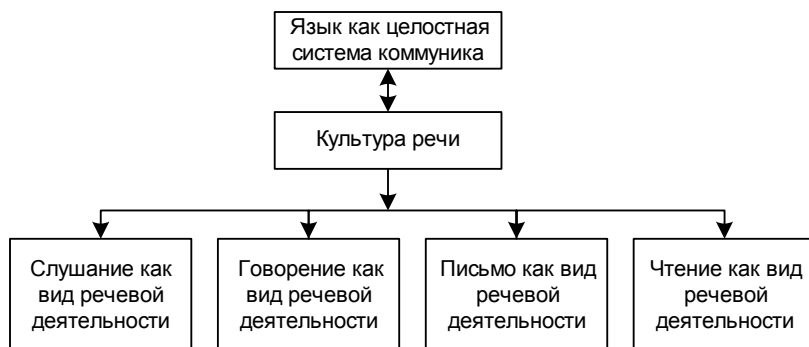 Язык как целостная
система коммуника
Культура речи
Слушание как
вид речевой
деятельности
Говорение как
вид речевой
деятельности
Письмо как вид
речевой
деятельности
Чтение как вид
речевой
деятельности